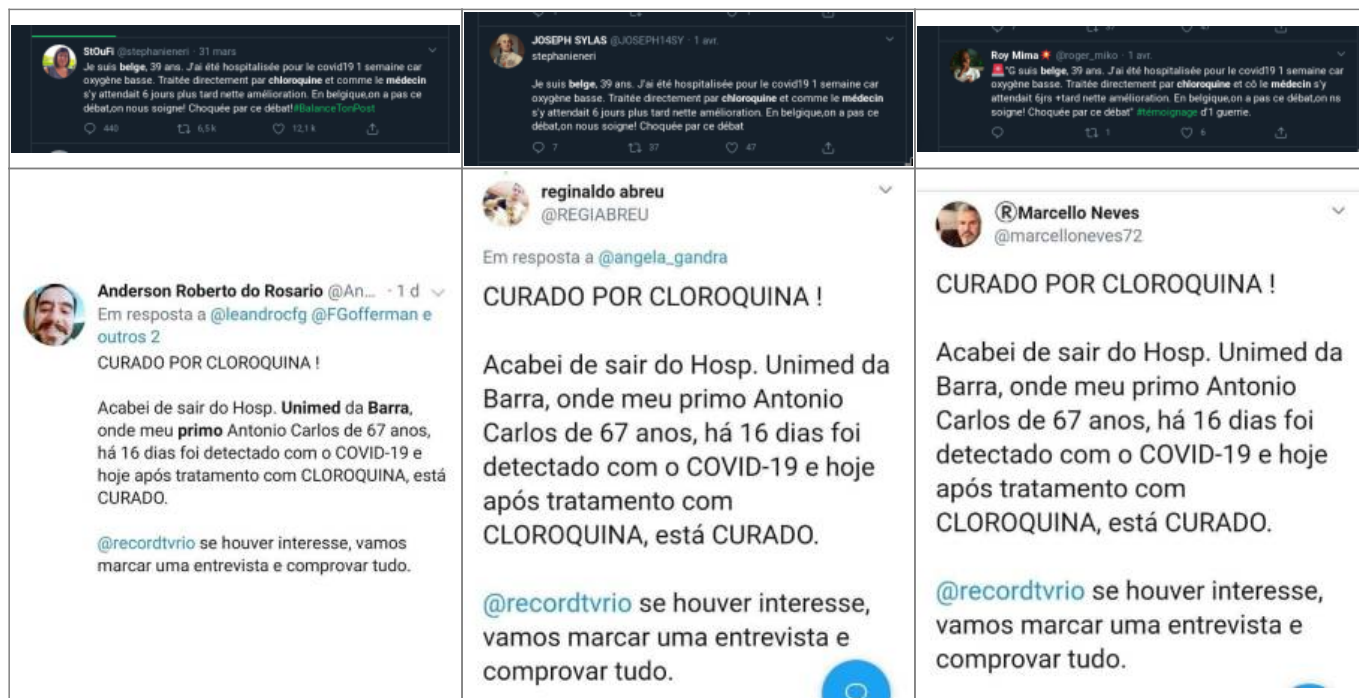 StOuFi @stephanieneri · 31 mars
Je suis belge, 39 ans. J'ai été hospitalisée pour le covid19 1 semaine car
oxygène basse. Traitée directement par chloroquine et comme le médecin
s'y attendait 6 jours plus tard nette amélioration. En belgique,on a pas ce
débat,on nous soigne! Choquée par ce débat!#BalanceTonPost
440 6,5 k 12,1 k
JOSEPH SYLAS @JOSEPH14SY · 1 avr.
stephanieneri
Je suis belge, 39 ans. J'ai été hospitalisée pour le covid19 1 semaine car
oxygène basse. Traitée directement par chloroquine et comme le médecin
s'y attendait 6 jours plus tard nette amélioration. En belgique,on a pas ce
débat,on nous soigne! Choquée par ce débat
7 37 47
Roy Mima @roger_miko · 1 avr.
"G suis belge, 39 ans. J'ai été hospitalisée pour le covid19 1 semaine car
oxygène basse. Traitée directement par chloroquine et cô le médecin s'y
attendait 6jrs +tard nette amélioration. En belgique,on a pas ce débat,on ns
soigne! Choquée par ce débat" #témoignage d'1 guerrie.
1 6
Anderson Roberto do Rosario @An... · 1 d
Em resposta a @leandrocfg @FGofferman e
outros 2
CURADO POR CLOROQUINA !
Acabei de sair do Hosp. Unimed da Barra,
onde meu primo Antonio Carlos de 67 anos,
há 16 dias foi detectado com o COVID-19 e
hoje após tratamento com CLOROQUINA, está
CURADO.
@recordtvrio se houver interesse, vamos
marcar uma entrevista e comprovar tudo.
reginaldo abreu
@REGIABREU
Em resposta a @angela_gandra
CURADO POR CLOROQUINA !
Acabei de sair do Hosp. Unimed da
Barra, onde meu primo Antonio
Carlos de 67 anos, há 16 dias foi
detectado com o COVID-19 e hoje
após tratamento com
CLOROQUINA, está CURADO.
@recordtvrio se houver interesse,
vamos marcar uma entrevista e
comprovar tudo.
ⓇMarcello Neves
@marcelloneves72
CURADO POR CLOROQUINA !
Acabei de sair do Hosp. Unimed da
Barra, onde meu primo Antonio
Carlos de 67 anos, há 16 dias foi
detectado com o COVID-19 e hoje
após tratamento com
CLOROQUINA, está CURADO.
@recordtvrio se houver interesse,
vamos marcar uma entrevista e
comprovar tudo.